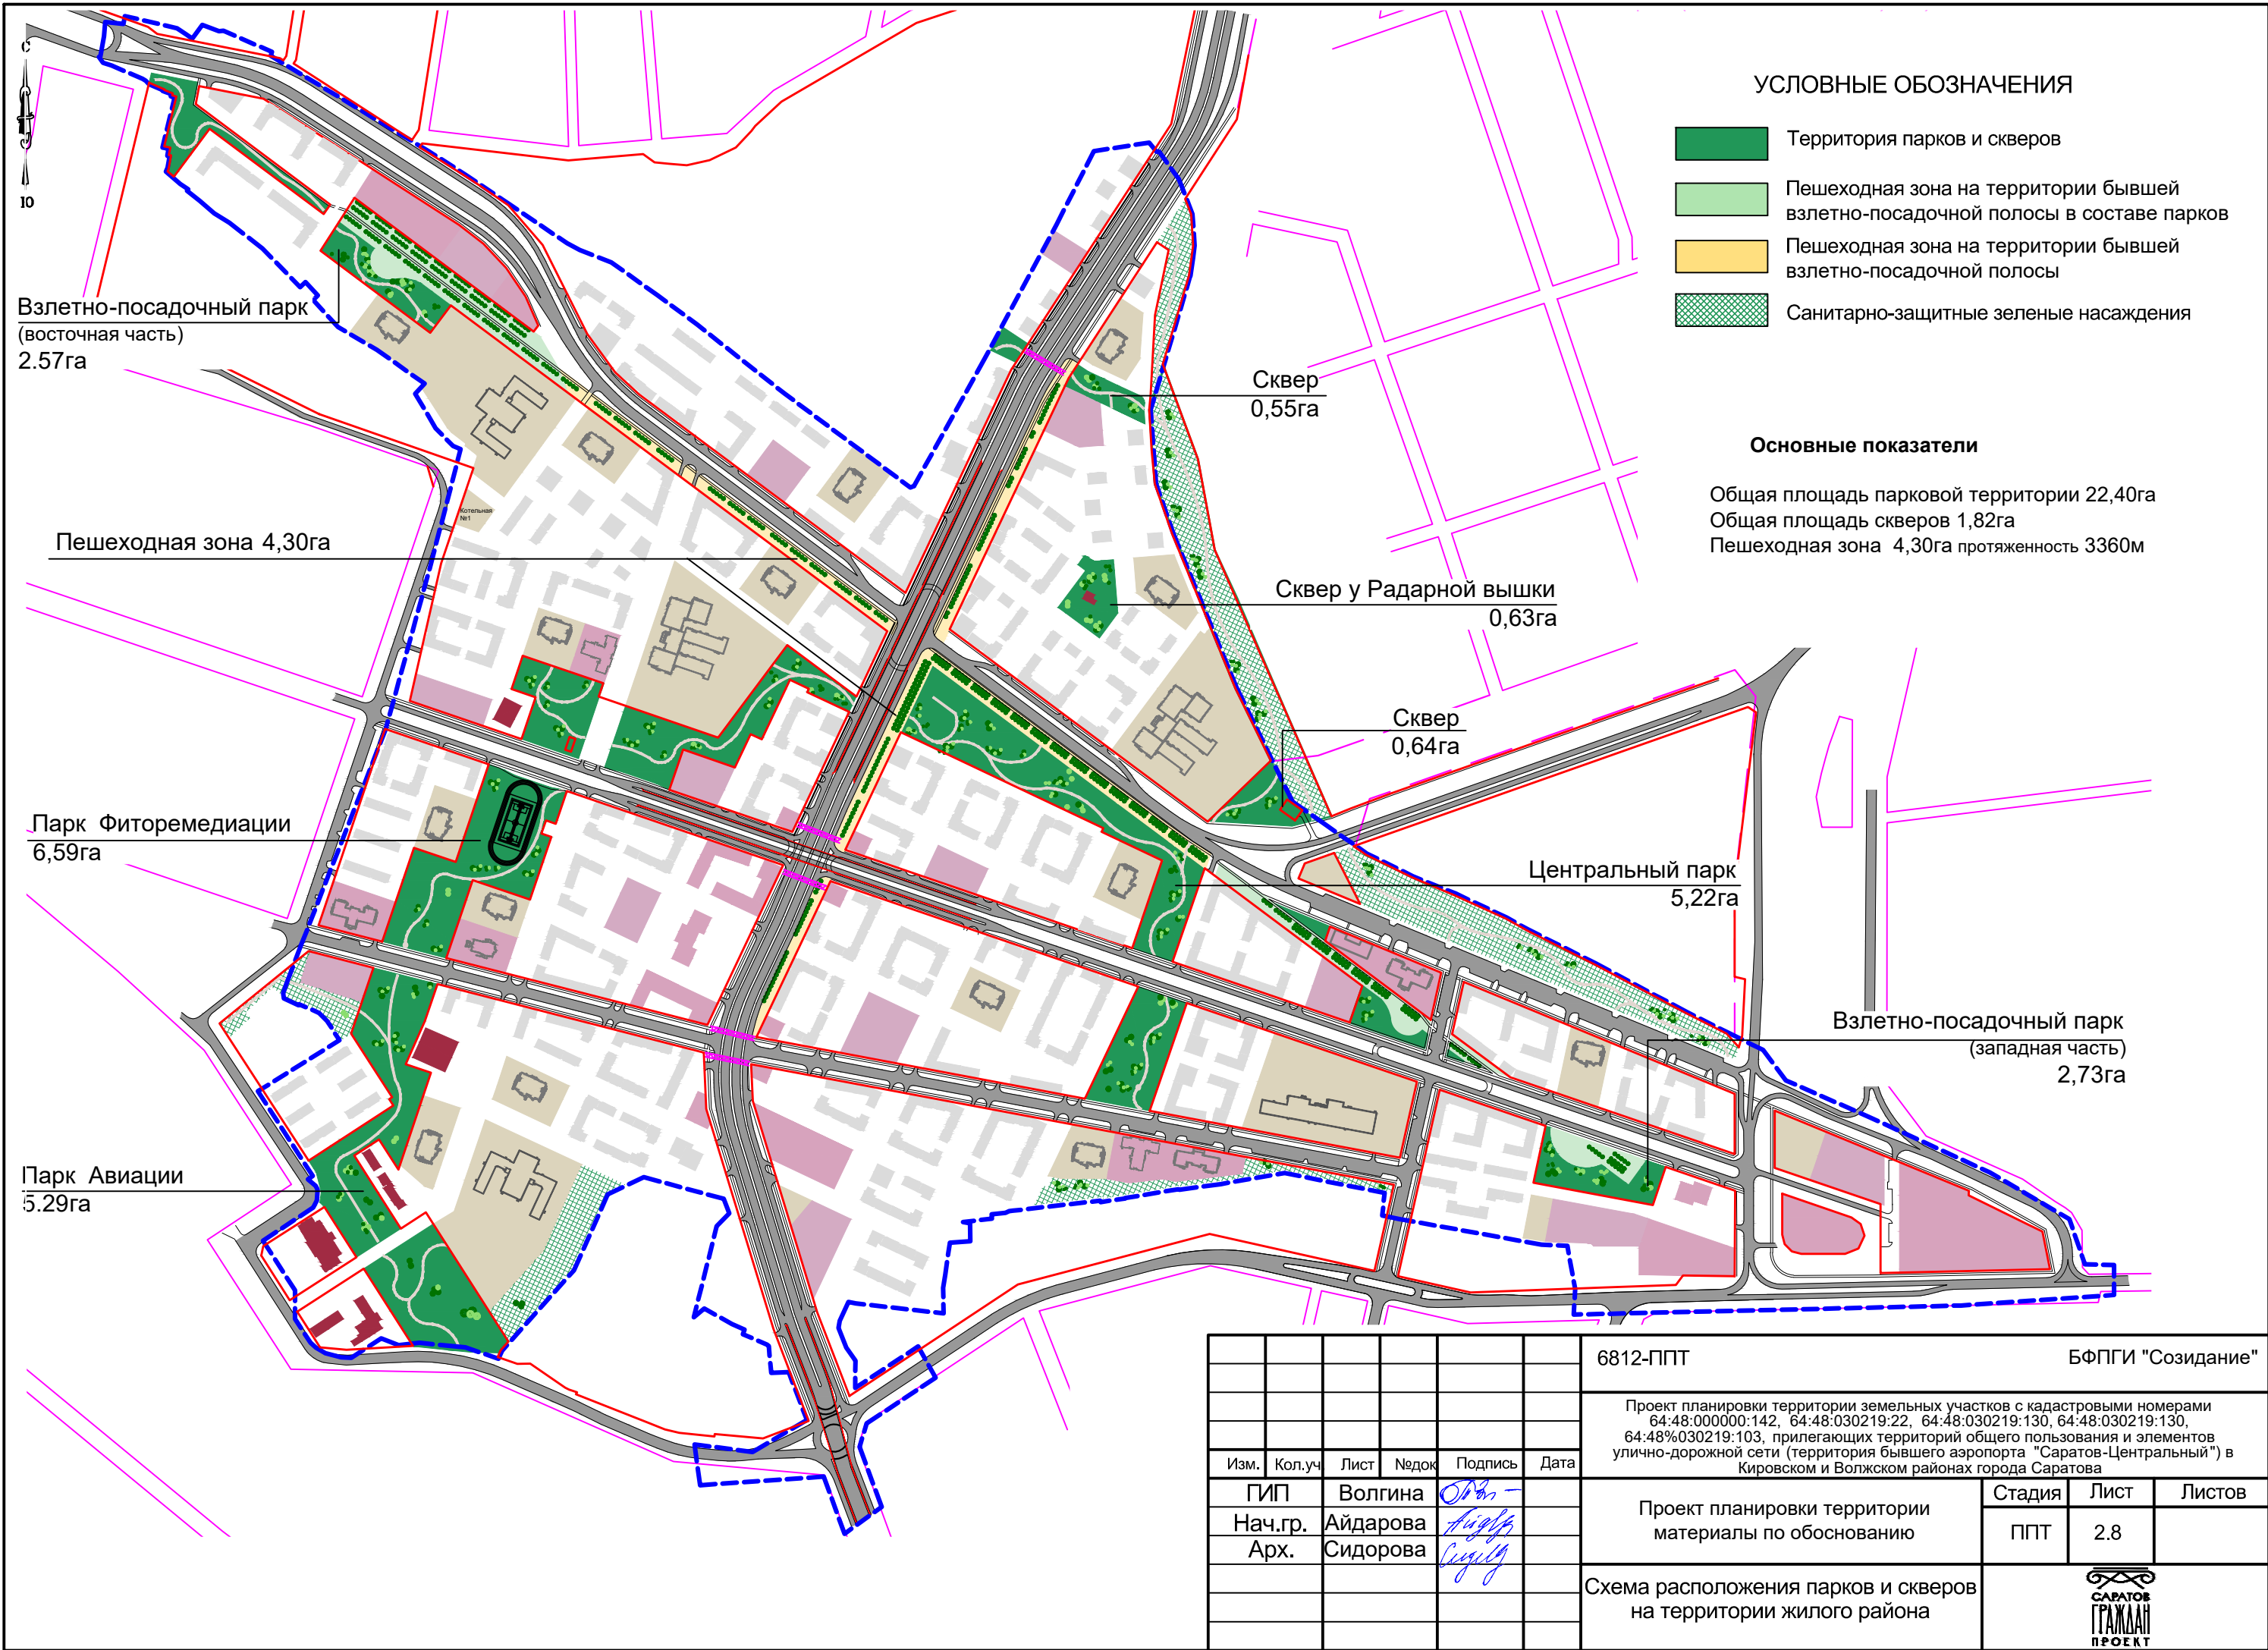 С
Ю
УСЛОВНЫЕ ОБОЗНАЧЕНИЯ
Территория парков и скверов
Пешеходная зона на территории бывшей
взлетно-посадочной полосы в составе парков
Пешеходная зона на территории бывшей
взлетно-посадочной полосы
Санитарно-защитные зеленые насаждения
Основные показатели
Общая площадь парковой территории 22,40га
Общая площадь скверов 1,82га
Пешеходная зона 4,30га протяженность 3360м
Взлетно-посадочный парк
(восточная часть)
2.57га
Сквер
0,55га
Котельная
№1
Пешеходная зона 4,30га
Сквер у Радарной вышки
0,63га
Сквер
0,64га
Парк Фиторемедиации
6,59га
Центральный парк
5,22га
Взлетно-посадочный парк
(западная часть)
2,73га
Парк Авиации
5.29га
6812-ППТ
БФПГИ "Созидание"
Проект планировки территории земельных участков с кадастровыми номерами
64:48:000000:142, 64:48:030219:22, 64:48:030219:130, 64:48:030219:130,
64:48%030219:103, прилегающих территорий общего пользования и элементов
улично-дорожной сети (территория бывшего аэропорта "Саратов-Центральный") в
Кировском и Волжском районах города Саратова
Изм. Кол.уч Лист №док Подпись Дата
ГИП Волгина
Нач.гр. Айдарова
Арх. Сидорова
Проект планировки территории
материалы по обоснованию
Стадия Лист Листов
ППТ 2.8
Схема расположения парков и скверов
на территории жилого района
САРАТОВ
ГРАЖДАН
ПРОЕКТ